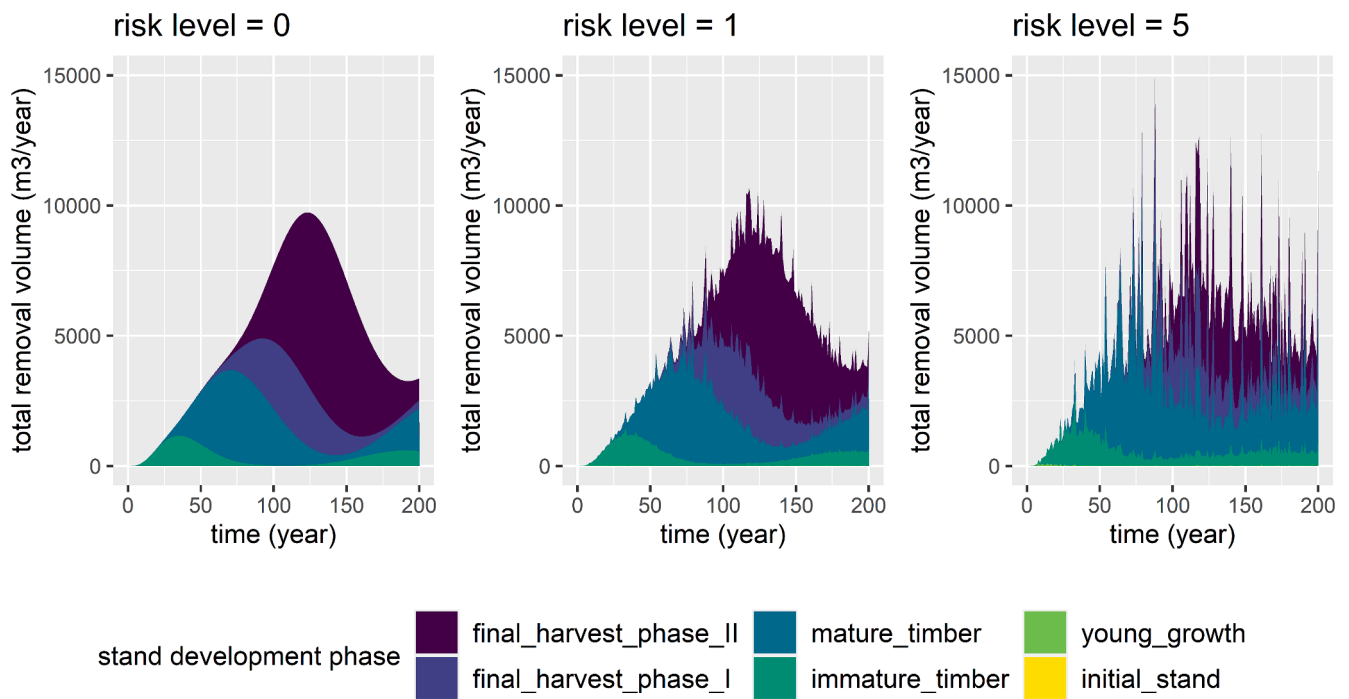 risk level = 0
risk level = 1
risk level = 5
total removal volume (m3/year)
15000
10000
5000
0
0 50 100 150 200
time (year)
total removal volume (m3/year)
15000
10000
5000
0
0 50 100 150 200
time (year)
total removal volume (m3/year)
15000
10000
5000
0
0 50 100 150 200
time (year)
stand development phase
final_harvest_phase_II
final_harvest_phase_I
mature_timber
immature_timber
young_growth
initial_stand